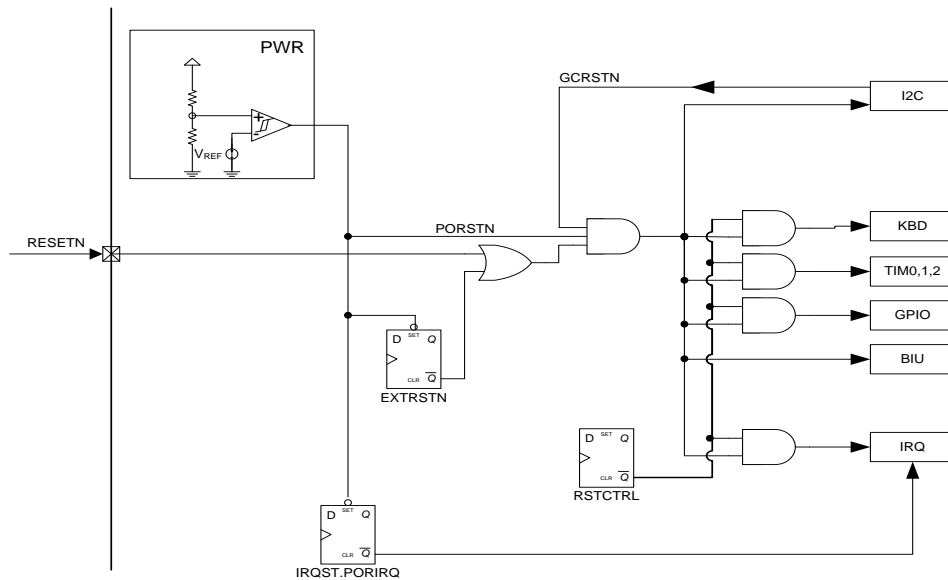 PWR
VREF
+
-
GCRSTN
I2C
RESETN
PORSTN
KBD
TIM0,1,2
GPIO
BIU
D SET Q
CLR Q
EXTRSTN
D SET Q
CLR Q
RSTCTRL
IRQ
D SET Q
CLR Q
IRQST.PORIRQ